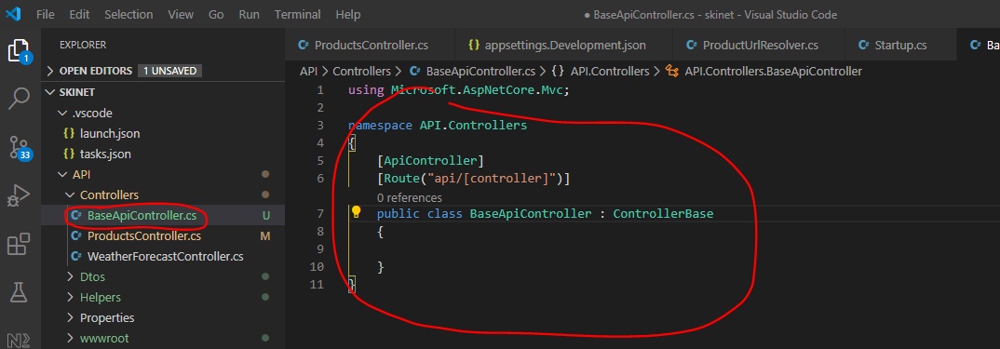 File Edit Selection View Go Run Terminal Help ● BaseApiController.cs - skinet - Visual Studio Code
EXPLORER
OPEN EDITORS 1 UNSAVED
SKINET
.vscode
{} launch.json
{} tasks.json
API
Controllers
C# BaseApiController.cs U
C# ProductsController.cs M
C# WeatherForecastController.cs
Dtos
Helpers
Properties
wwwroot
1
33
N2
C# ProductsController.cs {} appsettings.Development.json C# ProductUrlResolver.cs C# Startup.cs C# Ba
API > Controllers > C# BaseApiController.cs > {} API.Controllers > API.Controllers.BaseApiController
1 using Microsoft.AspNetCore.Mvc;
2
3 namespace API.Controllers
4 {
5 [ApiController]
6 [Route("api/[controller]")]
0 references
7 public class BaseApiController : ControllerBase
8 {
9
10 }
11 }